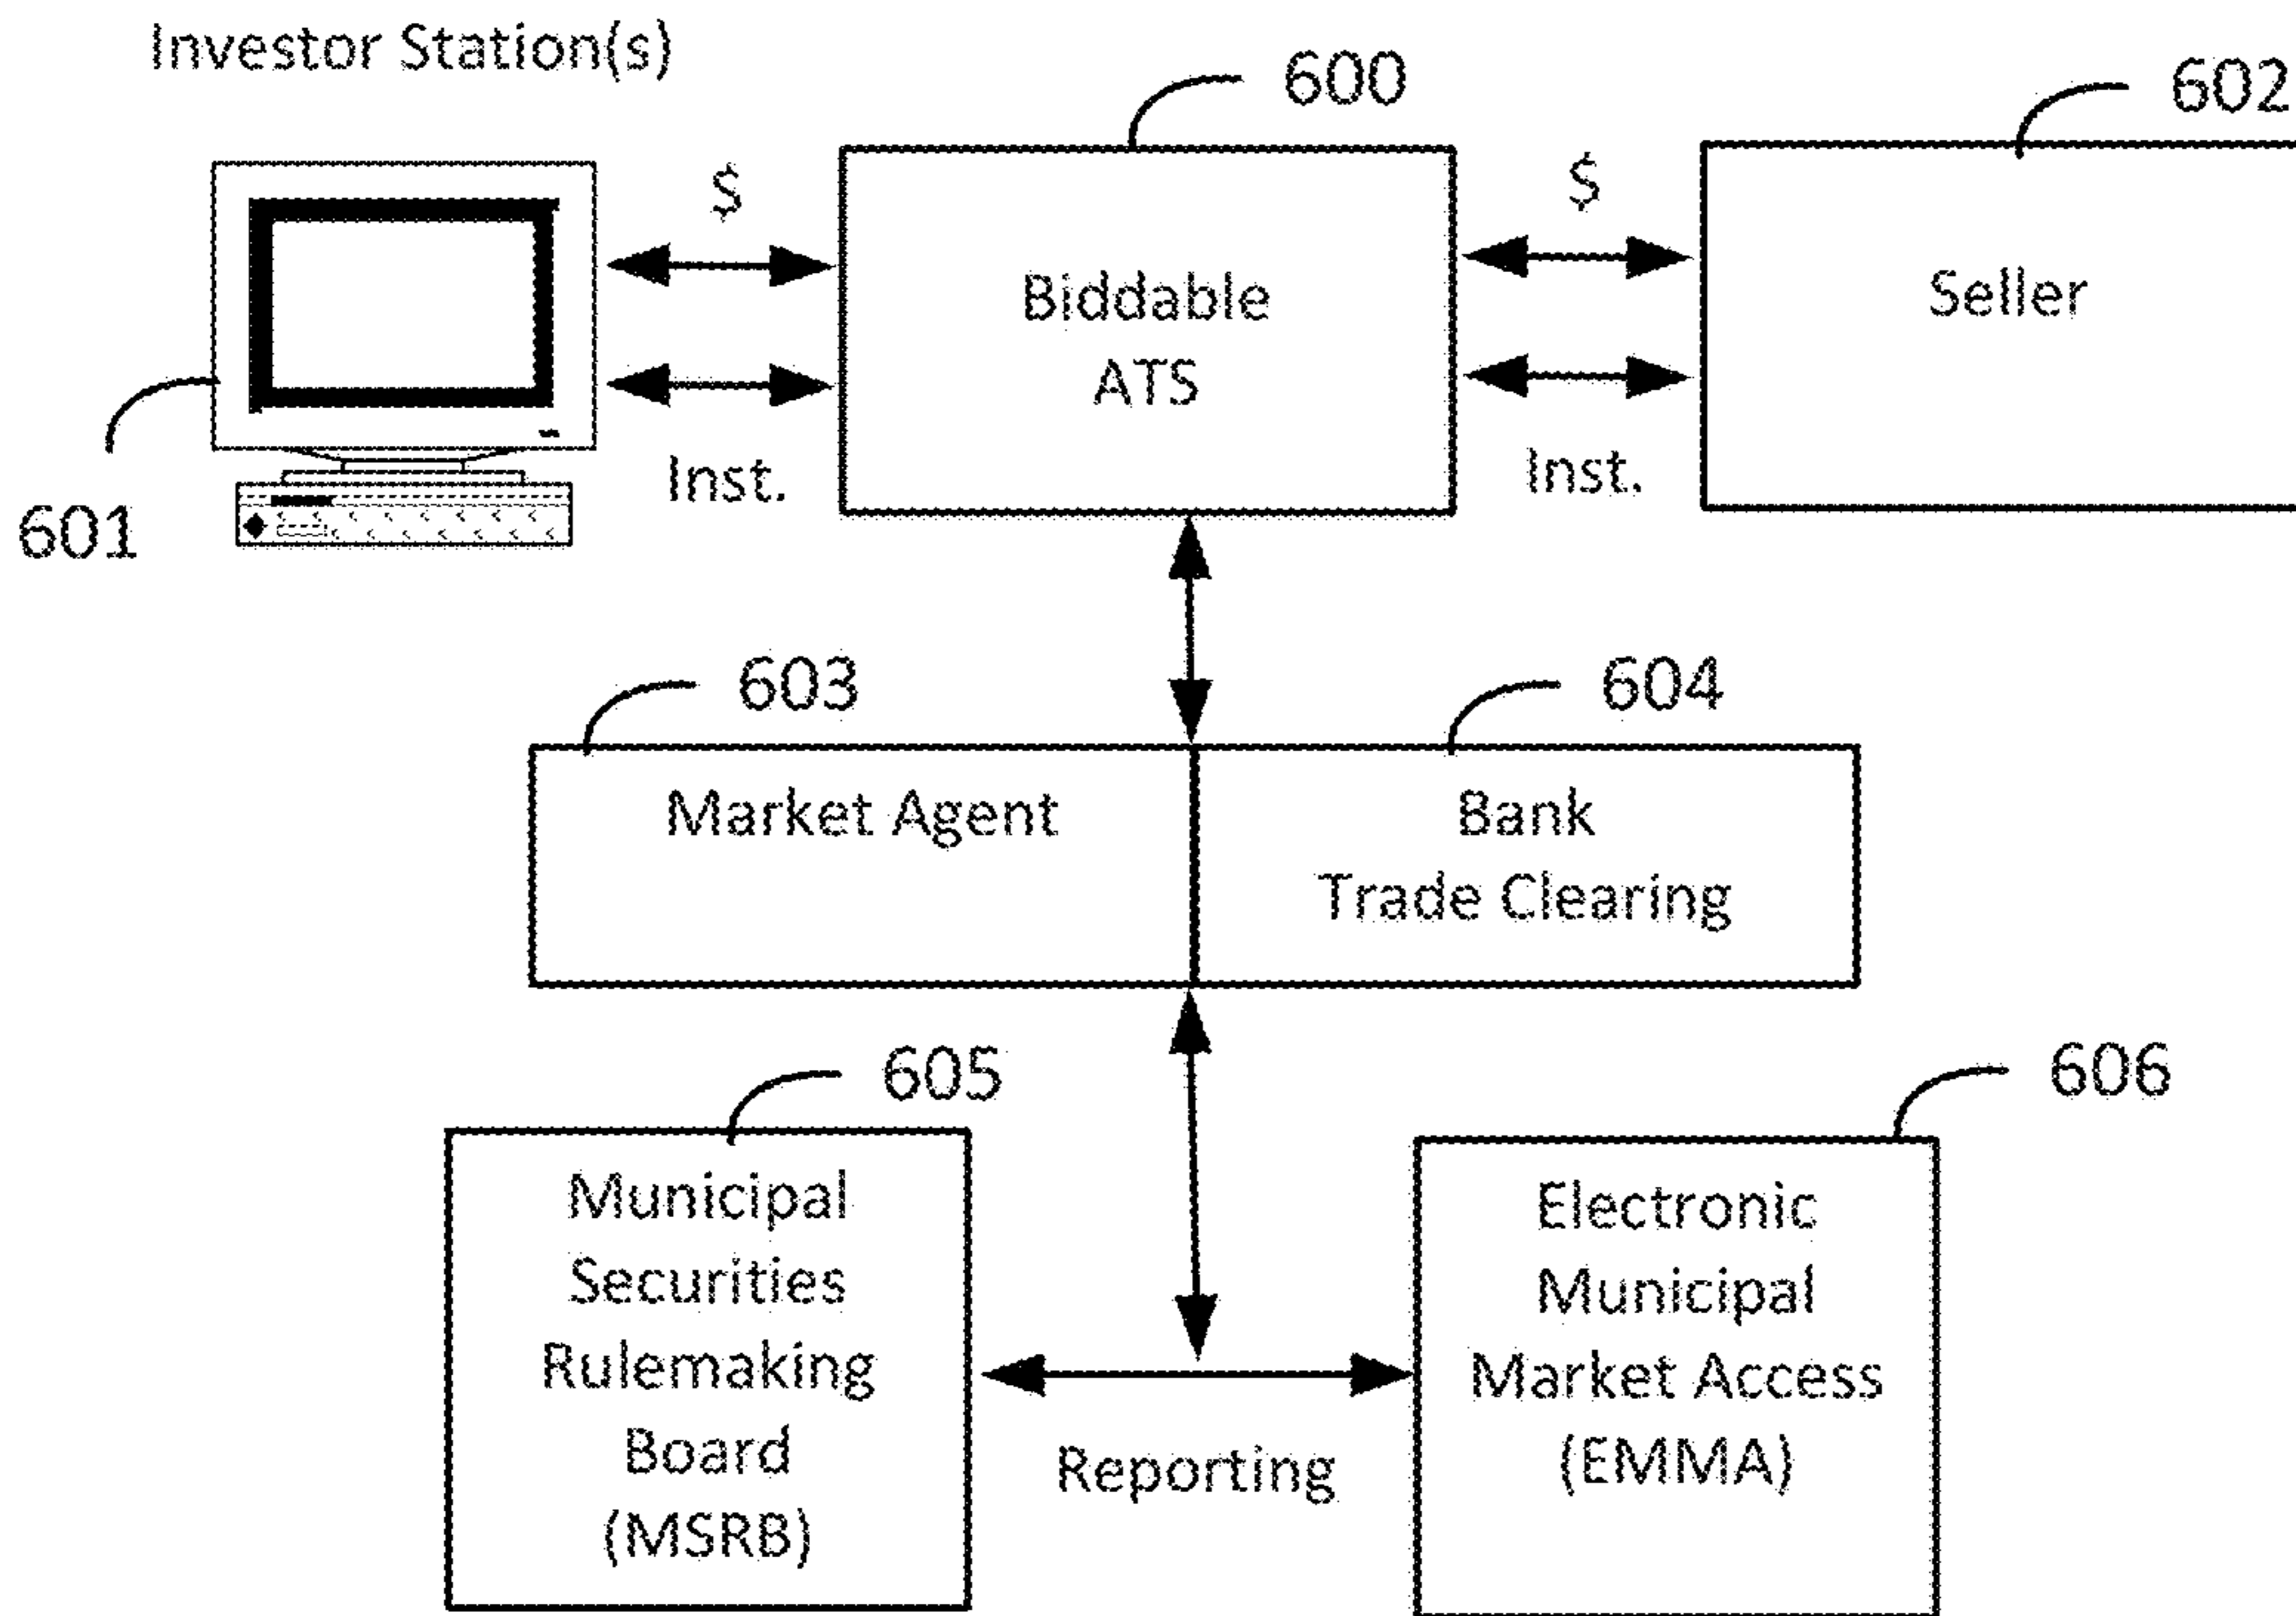 Investor Station(s)
600
602
$
$
Biddable
ATS
Seller
Inst.
Inst.
601
603
604
Market Agent
Bank
Trade Clearing
605
606
Municipal
Securities
Rulemaking
Board
(MSRB)
Electronic
Municipal
Market Access
(EMMA)
Reporting